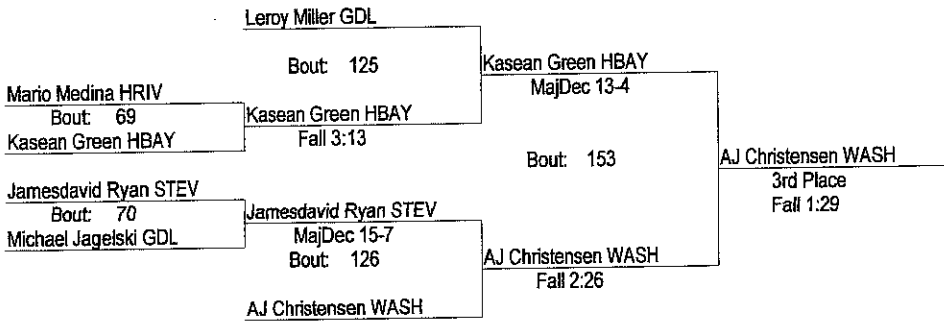 Leroy Miller GDL
Bout: 125
Kasean Green HBAY
MajDec 13-4
Mario Medina HRIV
Bout: 69
Kasean Green HBAY
Kasean Green HBAY
Fall 3:13
Bout: 153
AJ Christensen WASH
3rd Place
Fall 1:29
Jamesdavid Ryan STEV
Bout: 70
Michael Jagelski GDL
Jamesdavid Ryan STEV
MajDec 15-7
Bout: 126
AJ Christensen WASH
Fall 2:26
AJ Christensen WASH